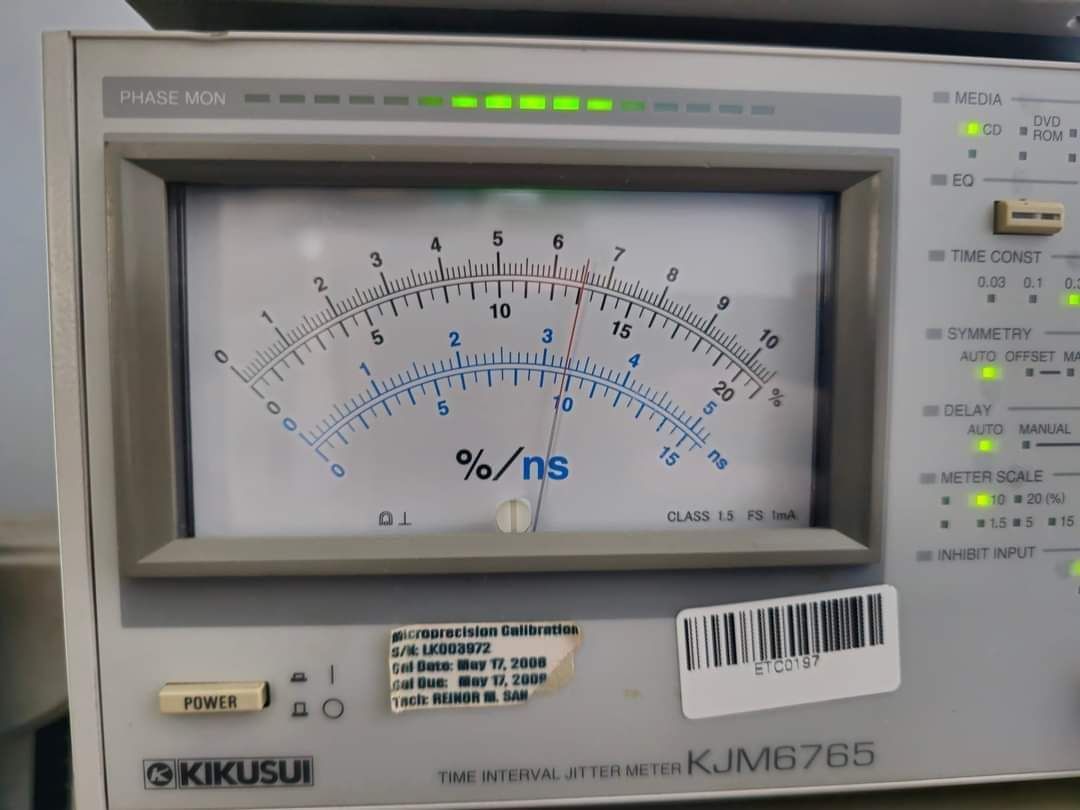 PHASE MON
MEDIA
CD
DVD
ROM
EQ
TIME CONST
0.03 0.1
SYMMETRY
AUTO OFFSET
DELAY
AUTO MANUAL
METER SCALE
10 20 (%)
1.5 5 15
INHIBIT INPUT
0 1 2 3 4 5 6 7 8 9 10
%
0 5 10 15 20
0 1 2 3 4 5
ns
0 5 10 15
%/ns
CLASS 1.5 FS 1mA
Microprecision Calibration
S/N: LK003972
Cal Date: May 17, 2008
Cal Due: May 17, 2009
Tech: REINOR M. SAN
ETC0197
POWER
KIKUSUI
TIME INTERVAL JITTER METER KJM6765